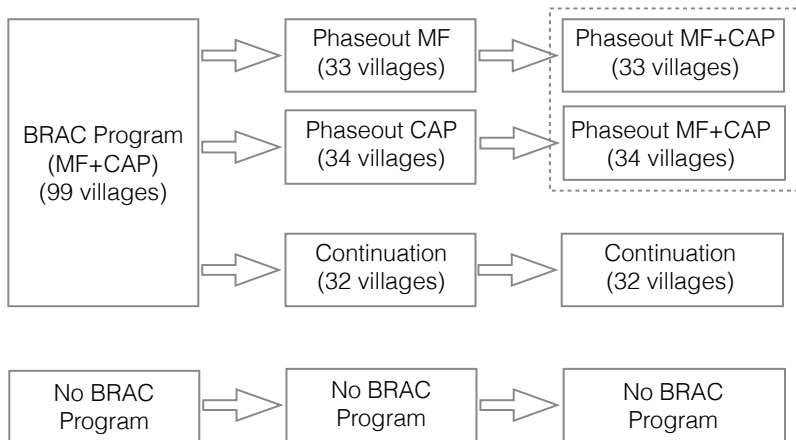 Phaseout MF
(33 villages)
Phaseout MF+CAP
(33 villages)
BRAC Program
(MF+CAP)
(99 villages)
Phaseout CAP
(34 villages)
Phaseout MF+CAP
(34 villages)
Continuation
(32 villages)
Continuation
(32 villages)
No BRAC
Program
No BRAC
Program
No BRAC
Program